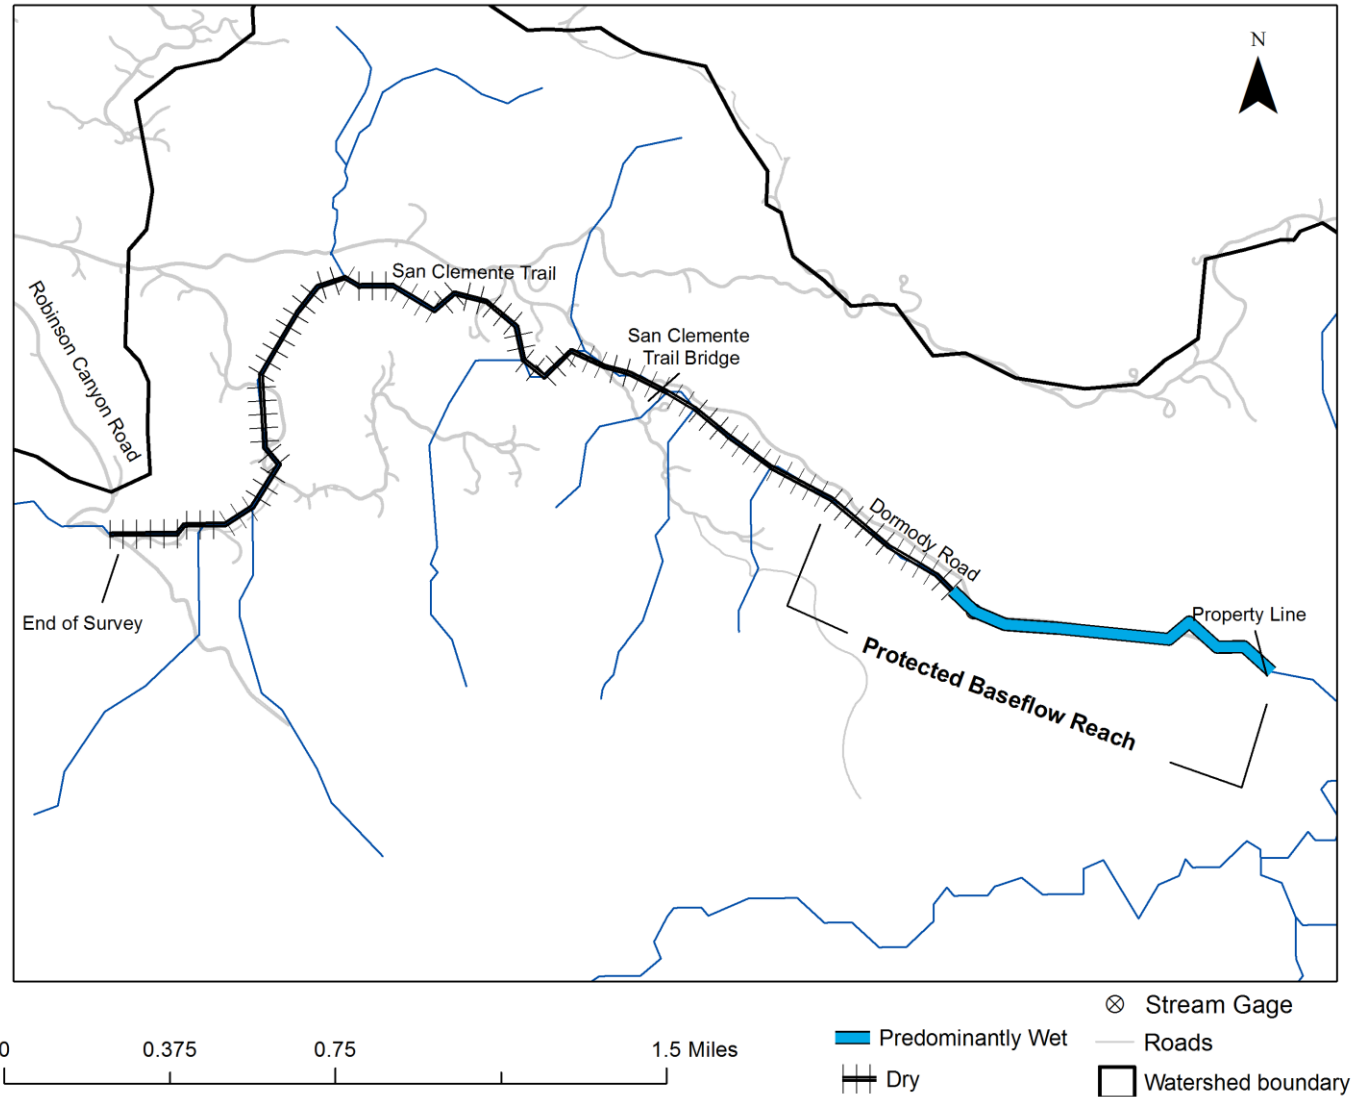 N
San Clemente Trail
Robinson Canyon Road
San Clemente
Trail Bridge
Dormody Road
End of Survey
Property Line
Protected Baseflow Reach
0 0.375 0.75 1.5 Miles
Stream Gage
Predominantly Wet
Roads
Dry
Watershed boundary